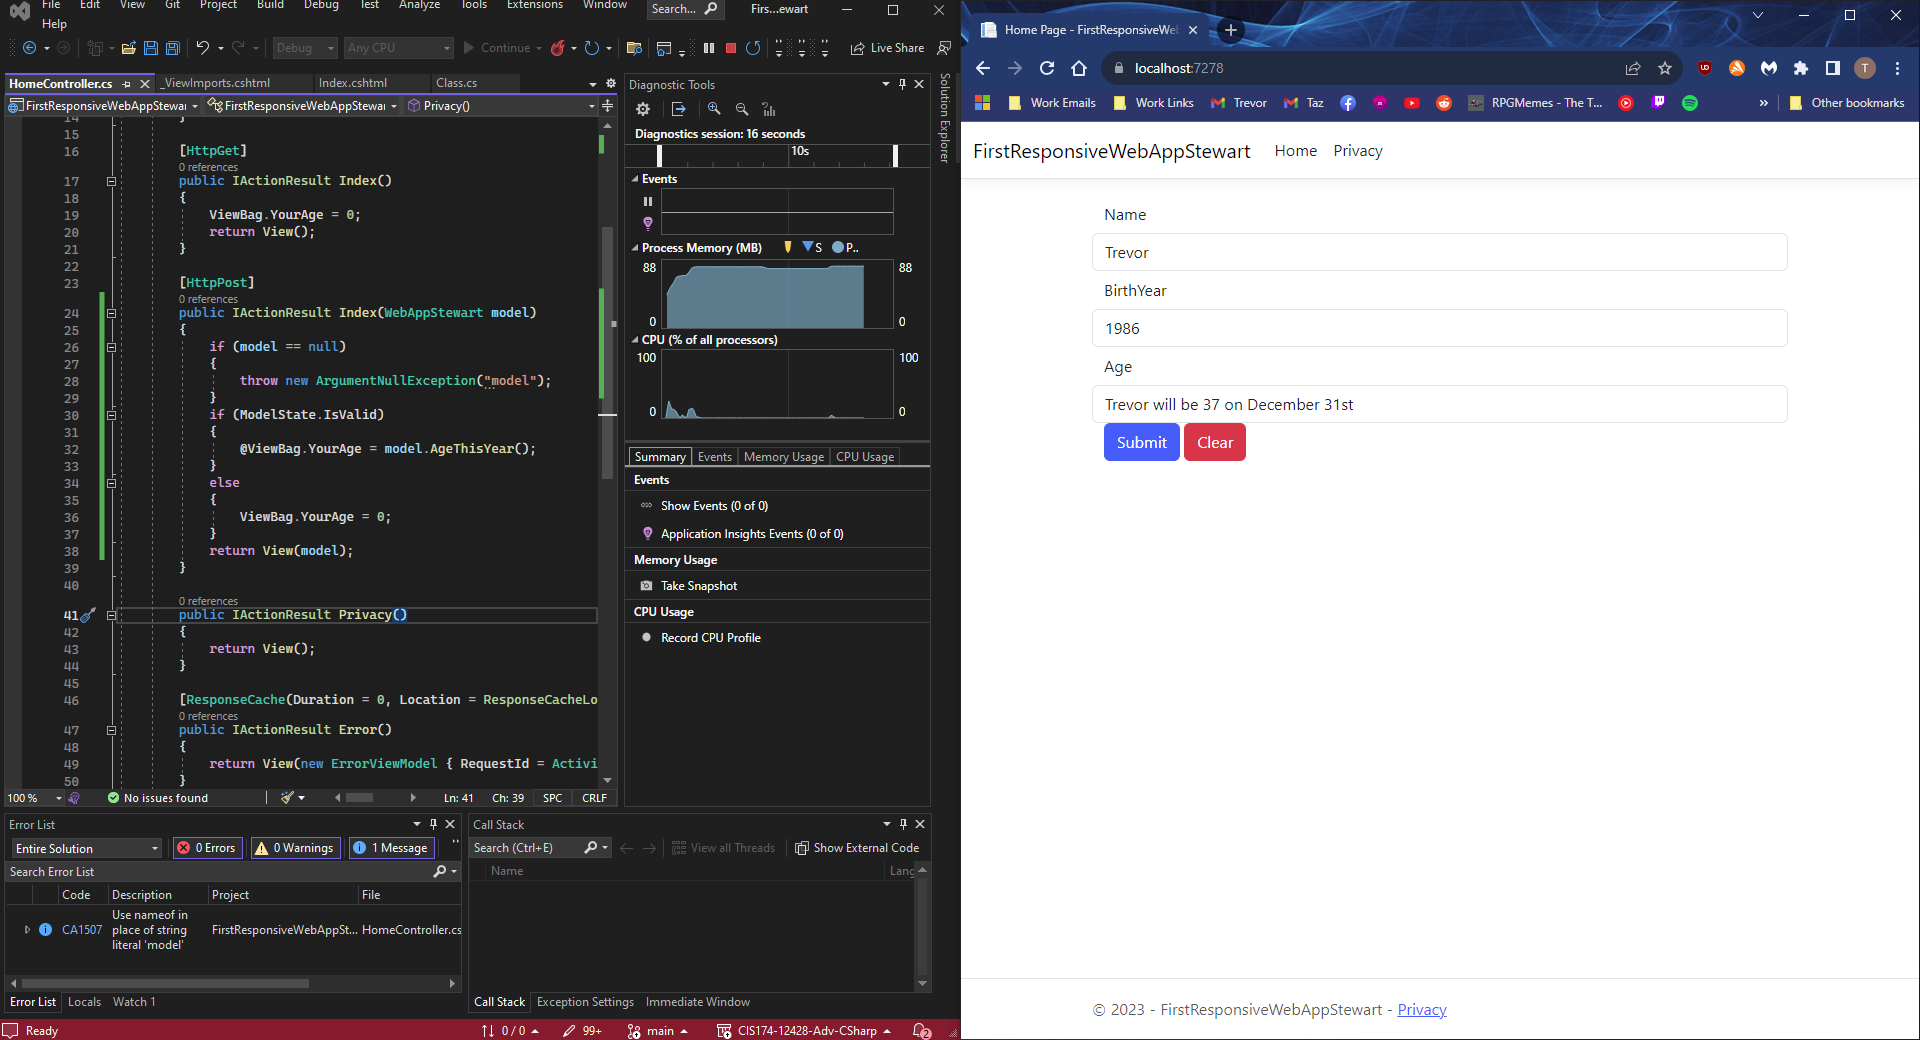 File Edit View Git Project Build Debug Test Analyze Tools Extensions Window Search... Firs...ewart
Help
Debug Any CPU Continue Live Share
HomeController.cs _ViewImports.cshtml Index.cshtml Class.cs
FirstResponsiveWebAppStewar FirstResponsiveWebAppStewar Privacy()
14 }
15
16 [HttpGet]
0 references
17 public IActionResult Index()
18 {
19 ViewBag.YourAge = 0;
20 return View();
21 }
22
23 [HttpPost]
0 references
24 public IActionResult Index(WebAppStewart model)
25 {
26 if (model == null)
27 {
28 throw new ArgumentNullException("model");
29 }
30 if (ModelState.IsValid)
31 {
32 @ViewBag.YourAge = model.AgeThisYear();
33 }
34 else
35 {
36 ViewBag.YourAge = 0;
37 }
38 return View(model);
39 }
40
0 references
41 public IActionResult Privacy()
42 {
43 return View();
44 }
45
46 [ResponseCache(Duration = 0, Location = ResponseCacheLo
0 references
47 public IActionResult Error()
48 {
49 return View(new ErrorViewModel { RequestId = Activi
50 }
100 % No issues found Ln: 41 Ch: 39 SPC CRLF
Diagnostic Tools
Diagnostics session: 16 seconds
10s
Events
Process Memory (MB) S P..
88 88
0 0
CPU (% of all processors)
100 100
0 0
Summary Events Memory Usage CPU Usage
Events
Show Events (0 of 0)
Application Insights Events (0 of 0)
Memory Usage
Take Snapshot
CPU Usage
Record CPU Profile
Solution Explorer
Error List
Entire Solution 0 Errors 0 Warnings 1 Message
Search Error List
Code Description Project File
CA1507 Use nameof in place of string literal 'model' FirstResponsiveWebAppSt... HomeController.cs
Error List Locals Watch 1
Call Stack
Search (Ctrl+E) View all Threads Show External Code
Name Lang
Call Stack Exception Settings Immediate Window
Ready 0 / 0 99+ main CIS174-12428-Adv-CSharp 2
Home Page - FirstResponsiveWeb
localhost:7278 T
Work Emails Work Links Trevor Taz RPGMemes - The T... » Other bookmarks
FirstResponsiveWebAppStewart Home Privacy
Name
Trevor
BirthYear
1986
Age
Trevor will be 37 on December 31st
Submit Clear
© 2023 - FirstResponsiveWebAppStewart - Privacy